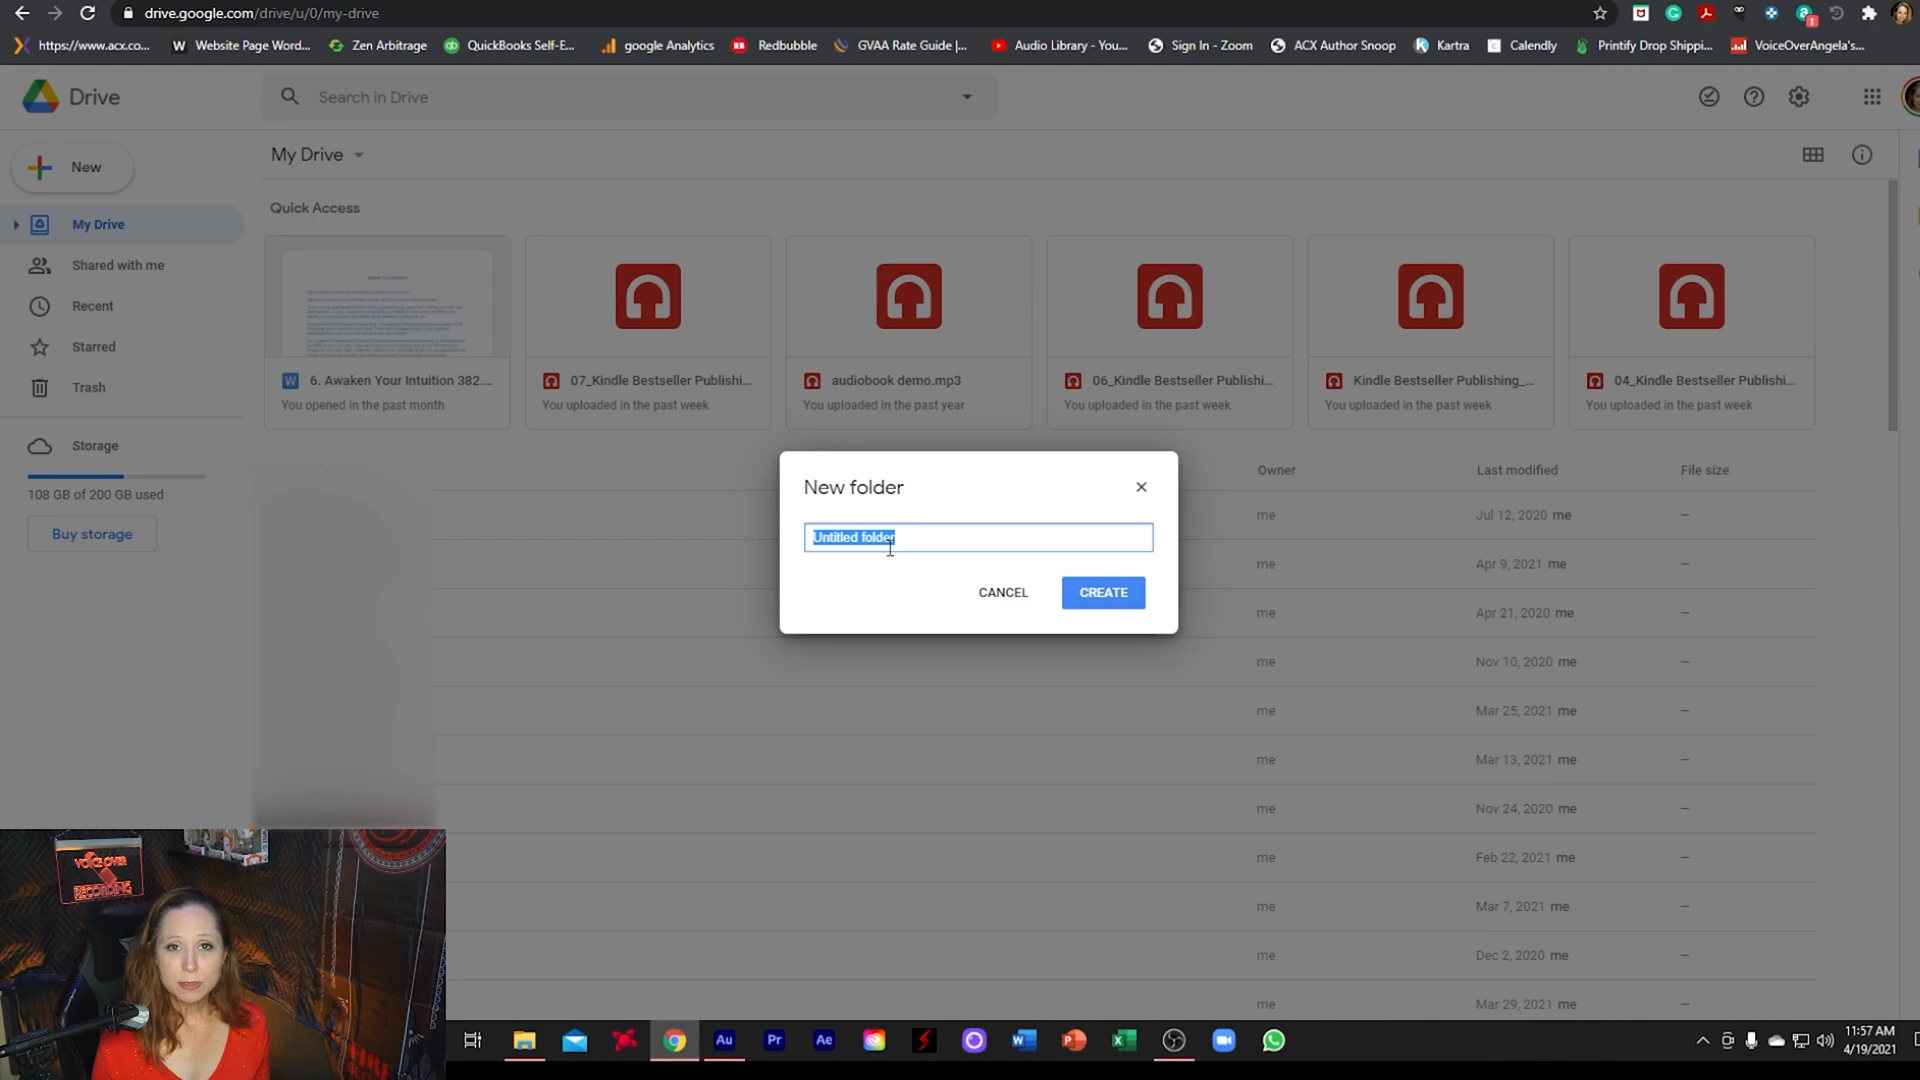 drive.google.com/drive/u/0/my-drive
1
https://www.acx.co...
Website Page Word...
Zen Arbitrage
QuickBooks Self-E...
google Analytics
Redbubble
GVAA Rate Guide |...
Audio Library - You...
Sign In - Zoom
ACX Author Snoop
Kartra
Calendly
Printify Drop Shippi...
VoiceOverAngela's...
Drive
Search in Drive
New
My Drive
Quick Access
My Drive
Shared with me
Recent
Starred
Trash
Storage
108 GB of 200 GB used
Buy storage
6. Awaken Your Intuition 382....
You opened in the past month
07_Kindle Bestseller Publishi...
You uploaded in the past week
audiobook demo.mp3
You uploaded in the past year
06_Kindle Bestseller Publishi...
You uploaded in the past week
Kindle Bestseller Publishing_...
You uploaded in the past week
04_Kindle Bestseller Publishi...
You uploaded in the past week
Owner
Last modified
File size
me
Jul 12, 2020 me
–
me
Apr 9, 2021 me
–
me
Apr 21, 2020 me
–
me
Nov 10, 2020 me
–
me
Mar 25, 2021 me
–
me
Mar 13, 2021 me
–
me
Nov 24, 2020 me
–
me
Feb 22, 2021 me
–
me
Mar 7, 2021 me
–
me
Dec 2, 2020 me
–
me
Mar 29, 2021 me
–
New folder
Untitled folder
CANCEL
CREATE
VOICE OVER
RECORDING
Au
Pr
Ae
11:57 AM
4/19/2021